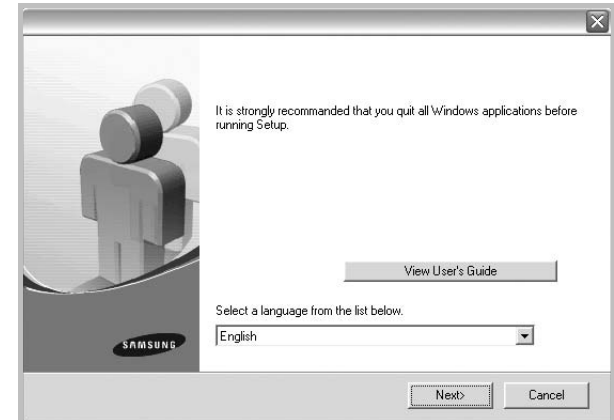 It is strongly recommanded that you quit all Windows applications before
running Setup.
View User's Guide
Select a language from the list below.
English
SAMSUNG
Next>
Cancel